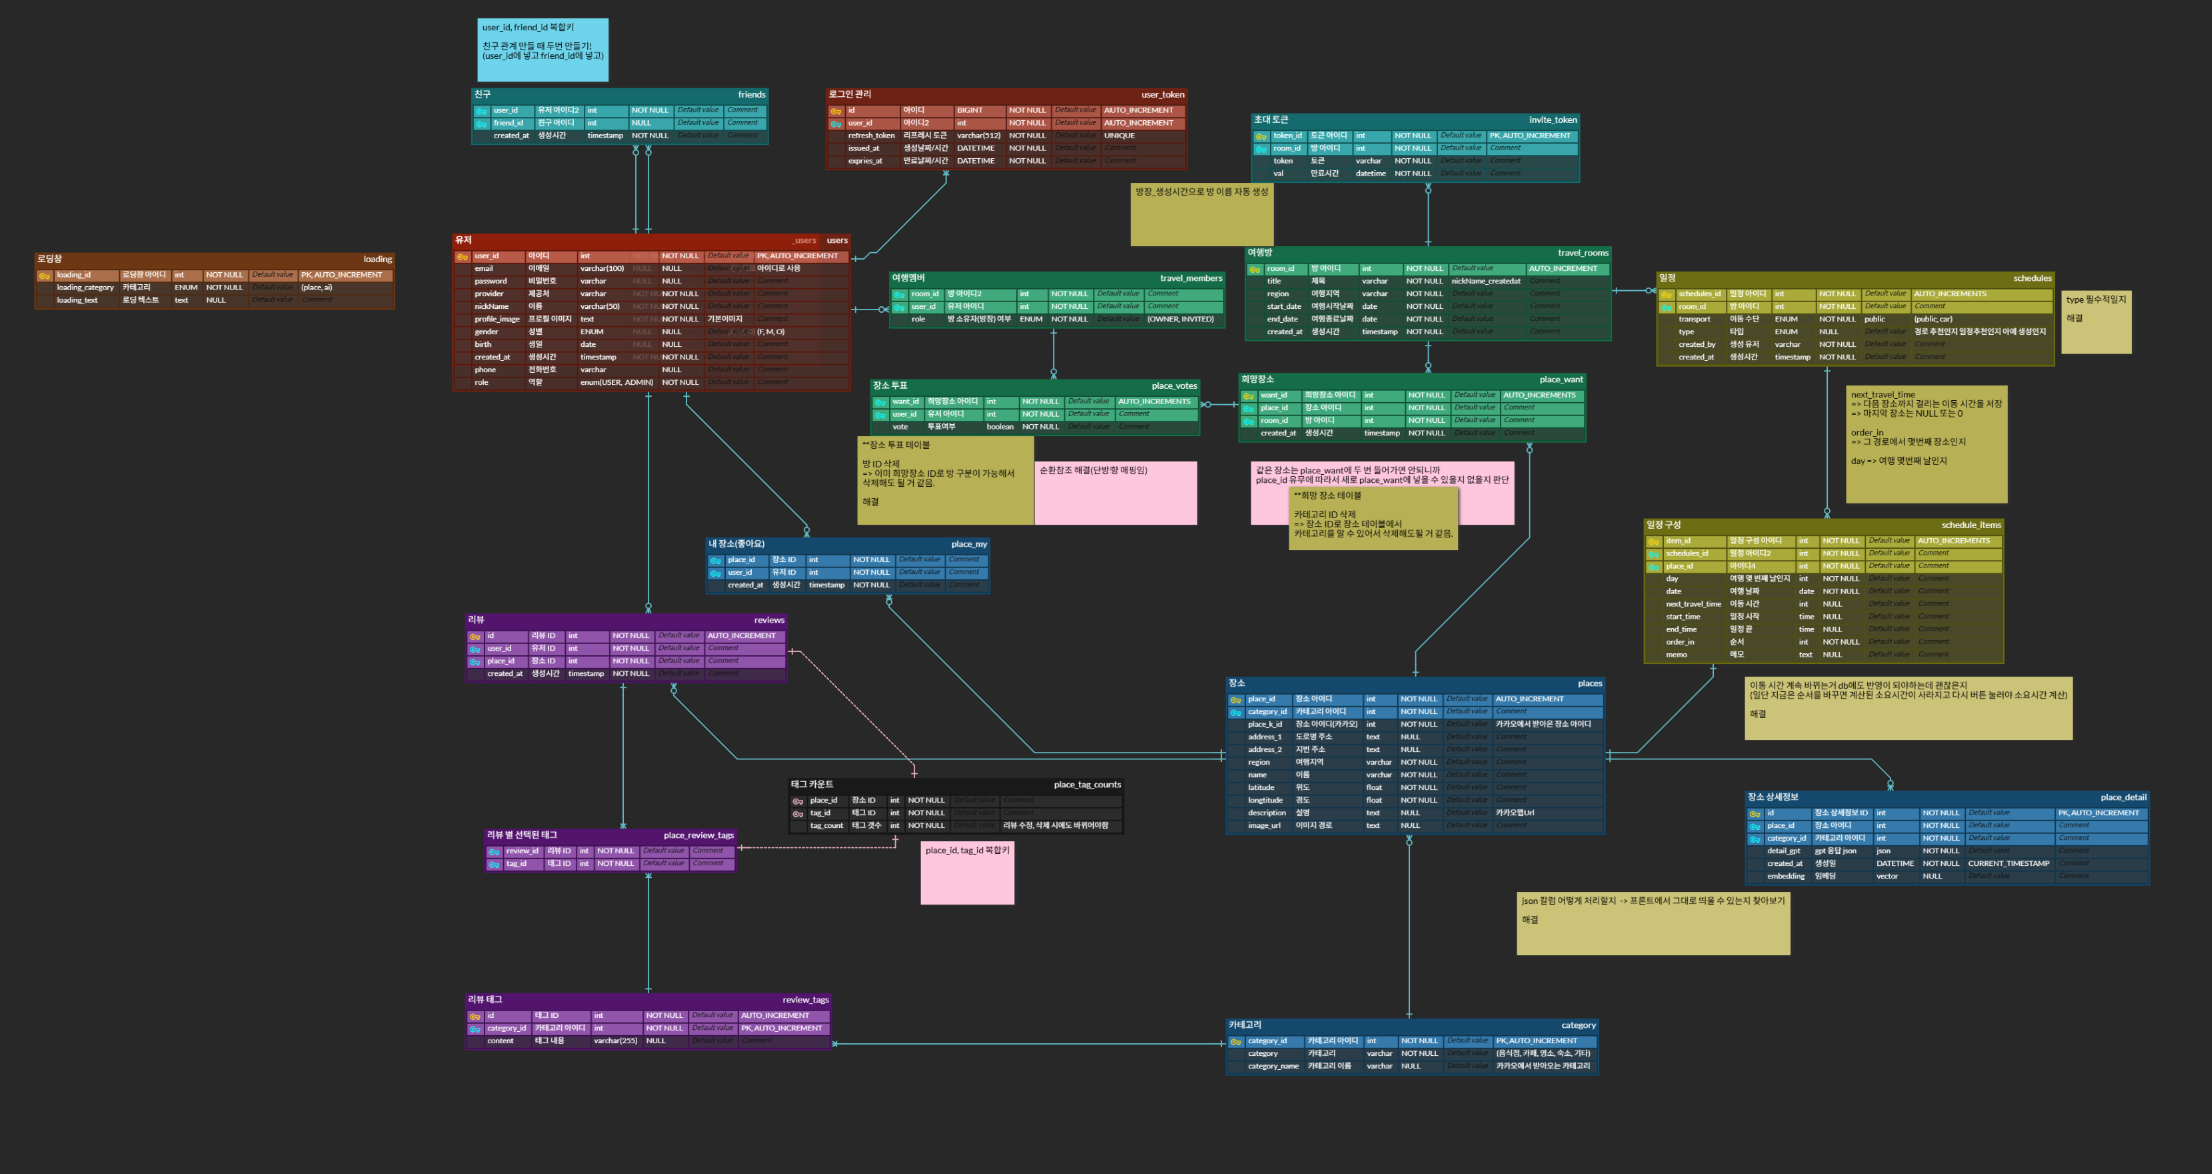 user_id, friend_id 복합키
친구 관계 만들 때 두번 만들기!
(user_id에 넣고 friend_id에 넣고)
친구 friends
user_id 유저 아이디2 int NOT NULL Default value Comment
friend_id 친구 아이디 int NULL Default value Comment
created_at 생성시간 timestamp NOT NULL Default value Comment
로그인 관리 user_token
id 아이디 BIGINT NOT NULL Default value AUTO_INCREMENT
user_id 아이디2 int NOT NULL Default value AUTO_INCREMENT
refresh_token 리프레시 토큰 varchar(512) NOT NULL Default value UNIQUE
issued_at 생성날짜/시간 DATETIME NOT NULL Default value Comment
expries_at 만료날짜/시간 DATETIME NOT NULL Default value Comment
초대 토큰 invite_token
token_id 토큰 아이디 int NOT NULL Default value PK, AUTO_INCREMENT
room_id 방 아이디 int NOT NULL Default value Comment
token 토큰 varchar NOT NULL Default value Comment
val 만료시간 datetime NOT NULL Default value Comment
방장_생성시간으로 방 이름 자동 생성
로딩창 loading
loading_id 로딩창 아이디 int NOT NULL Default value PK, AUTO_INCREMENT
loading_category 카테고리 ENUM NOT NULL Default value (place, ai)
loading_text 로딩 텍스트 text NULL Default value Comment
유저 _users users
user_id 아이디 int NOT NULL Default value PK, AUTO_INCREMENT
email 이메일 varchar(100) NULL NULL Default value 아이디로 사용
password 비밀번호 varchar NULL NULL Default value Comment
provider 제공처 varchar NOT NULL Default value Comment
nickName 이름 varchar(50) NOT NULL Default value Comment
profile_image 프로필 이미지 text NOT NULL 기본이미지 Comment
gender 성별 ENUM NULL NULL Default value (F, M, O)
birth 생일 date NULL NULL Default value Comment
created_at 생성시간 timestamp NOT NULL Default value Comment
phone 전화번호 varchar NULL Default value Comment
role 역할 enum(USER, ADMIN) NOT NULL Default value Comment
여행멤버 travel_members
room_id 방 아이디2 int NOT NULL Default value Comment
user_id 유저 아이디 int NOT NULL Default value Comment
role 방 소유자(방장) 여부 ENUM NOT NULL Default value (OWNER, INVITED)
여행방 travel_rooms
room_id 방 아이디 int NOT NULL Default value AUTO_INCREMENT
title 제목 varchar NOT NULL nickName_createdat Comment
region 여행지역 varchar NOT NULL Default value Comment
start_date 여행시작날짜 date NOT NULL Default value Comment
end_date 여행종료날짜 date NOT NULL Default value Comment
created_at 생성시간 timestamp NOT NULL Default value Comment
일정 schedules
schedules_id 일정 아이디 int NOT NULL Default value AUTO_INCREMENTS
room_id 방 아이디 int NOT NULL Default value Comment
transport 이동 수단 ENUM NOT NULL public (public, car)
type 타입 ENUM NULL Default value 경로 추천인지 일정추천인지 아예 생성인지
created_by 생성 유저 varchar NOT NULL Default value Comment
created_at 생성시간 timestamp NOT NULL Default value Comment
type 필수적일지
해결
장소 투표 place_votes
want_id 희망장소 아이디 int NOT NULL Default value AUTO_INCREMENTS
user_id 유저 아이디 int NOT NULL Default value Comment
vote 투표여부 boolean NOT NULL Default value Comment
희망장소 place_want
want_id 희망장소 아이디 int NOT NULL Default value AUTO_INCREMENTS
place_id 장소 아이디 int NOT NULL Default value Comment
room_id 방 아이디 int NOT NULL Default value Comment
created_at 생성시간 timestamp NOT NULL Default value Comment
next_travel_time
=> 다음 장소까지 걸리는 이동 시간을 저장
=> 마지막 장소는 NULL 또는 0
order_in
=> 그 경로에서 몇번째 장소인지
day => 여행 몇번째 날인지
**장소 투표 테이블
방 ID 삭제
=> 이미 희망장소 ID로 방 구분이 가능해서
삭제해도 될 거 같음.
해결
순환참조 해결(단방향 매핑임)
같은 장소는 place_want에 두 번 들어가면 안되니까
place_id 유무에 따라서 새로 place_want에 넣을 수 있을지 없을지 판단
**희망 장소 테이블
카테고리 ID 삭제
=> 장소 ID로 장소 테이블에서
카테고리를 알 수 있어서 삭제해도될 거 같음.
내 장소(좋아요) place_my
place_id 장소 ID int NOT NULL Default value Comment
user_id 유저 ID int NOT NULL Default value Comment
created_at 생성시간 timestamp NOT NULL Default value Comment
일정 구성 schedule_items
item_id 일정 구성 아이디 int NOT NULL Default value AUTO_INCREMENTS
schedules_id 일정 아이디2 int NOT NULL Default value Comment
place_id 아이디4 int NOT NULL Default value Comment
day 여행 몇 번째 날인지 int NOT NULL Default value Comment
date 여행 날짜 date NOT NULL Default value Comment
next_travel_time 이동 시간 int NULL Default value Comment
start_time 일정 시작 time NULL Default value Comment
end_time 일정 끝 time NULL Default value Comment
order_in 순서 int NOT NULL Default value Comment
memo 메모 text NULL Default value Comment
리뷰 reviews
id 리뷰 ID int NOT NULL Default value AUTO_INCREMENT
user_id 유저 ID int NOT NULL Default value Comment
place_id 장소 ID int NOT NULL Default value Comment
created_at 생성시간 timestamp NOT NULL Default value Comment
장소 places
place_id 장소 아이디 int NOT NULL Default value AUTO_INCREMENT
category_id 카테고리 아이디 int NOT NULL Default value Comment
place_k_id 장소 아이디(카카오) int NOT NULL Default value 카카오에서 받아온 장소 아이디
address_1 도로명 주소 text NULL Default value Comment
address_2 지번 주소 text NULL Default value Comment
region 여행지역 varchar NOT NULL Default value Comment
name 이름 varchar NOT NULL Default value Comment
latitude 위도 float NOT NULL Default value Comment
longtitude 경도 float NOT NULL Default value Comment
description 설명 text NULL Default value 카카오맵Url
image_url 이미지 경로 text NULL Default value Comment
이동 시간 계속 바뀌는거 db에도 반영이 되야하는데 괜찮은지
(일단 지금은 순서를 바꾸면 계산된 소요시간이 사라지고 다시 버튼 눌러야 소요시간 계산)
해결
태그 카운트 place_tag_counts
place_id 장소 ID int NOT NULL Default value Comment
tag_id 태그 ID int NOT NULL Default value Comment
tag_count 태그 갯수 int NOT NULL Default value 리뷰 수정, 삭제 시에도 바뀌어야함
place_id, tag_id 복합키
장소 상세정보 place_detail
id 장소 상세정보 ID int NOT NULL Default value PK, AUTO_INCREMENT
place_id 장소 아이디 int NOT NULL Default value Comment
category_id 카테고리 아이디 int NOT NULL Default value Comment
detail_gpt gpt 응답 json json NOT NULL Default value Comment
created_at 생성일 DATETIME NOT NULL CURRENT_TIMESTAMP Comment
embedding 임베딩 vector NULL Default value Comment
리뷰 별 선택된 태그 place_review_tags
review_id 리뷰 ID int NOT NULL Default value Comment
tag_id 태그 ID int NOT NULL Default value Comment
json 칼럼 어떻게 처리할지 -> 프론트에서 그대로 띄울 수 있는지 찾아보기
해결
리뷰 태그 review_tags
id 태그 ID int NOT NULL Default value AUTO_INCREMENT
category_id 카테고리 아이디 int NOT NULL Default value PK, AUTO_INCREMENT
content 태그 내용 varchar(255) NULL Default value Comment
카테고리 category
category_id 카테고리 아이디 int NOT NULL Default value PK, AUTO_INCREMENT
category 카테고리 varchar NOT NULL Default value (음식점, 카페, 명소, 숙소, 기타)
category_name 카테고리 이름 varchar NULL Default value 카카오에서 받아오는 카테고리